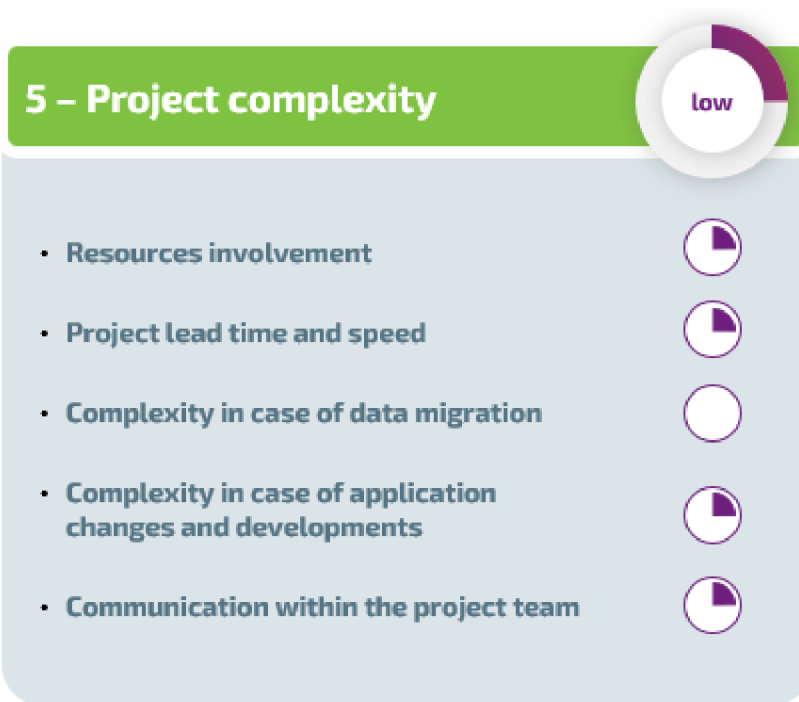 5 – Project complexity
low
• Resources involvement
• Project lead time and speed
• Complexity in case of data migration
• Complexity in case of application
changes and developments
• Communication within the project team